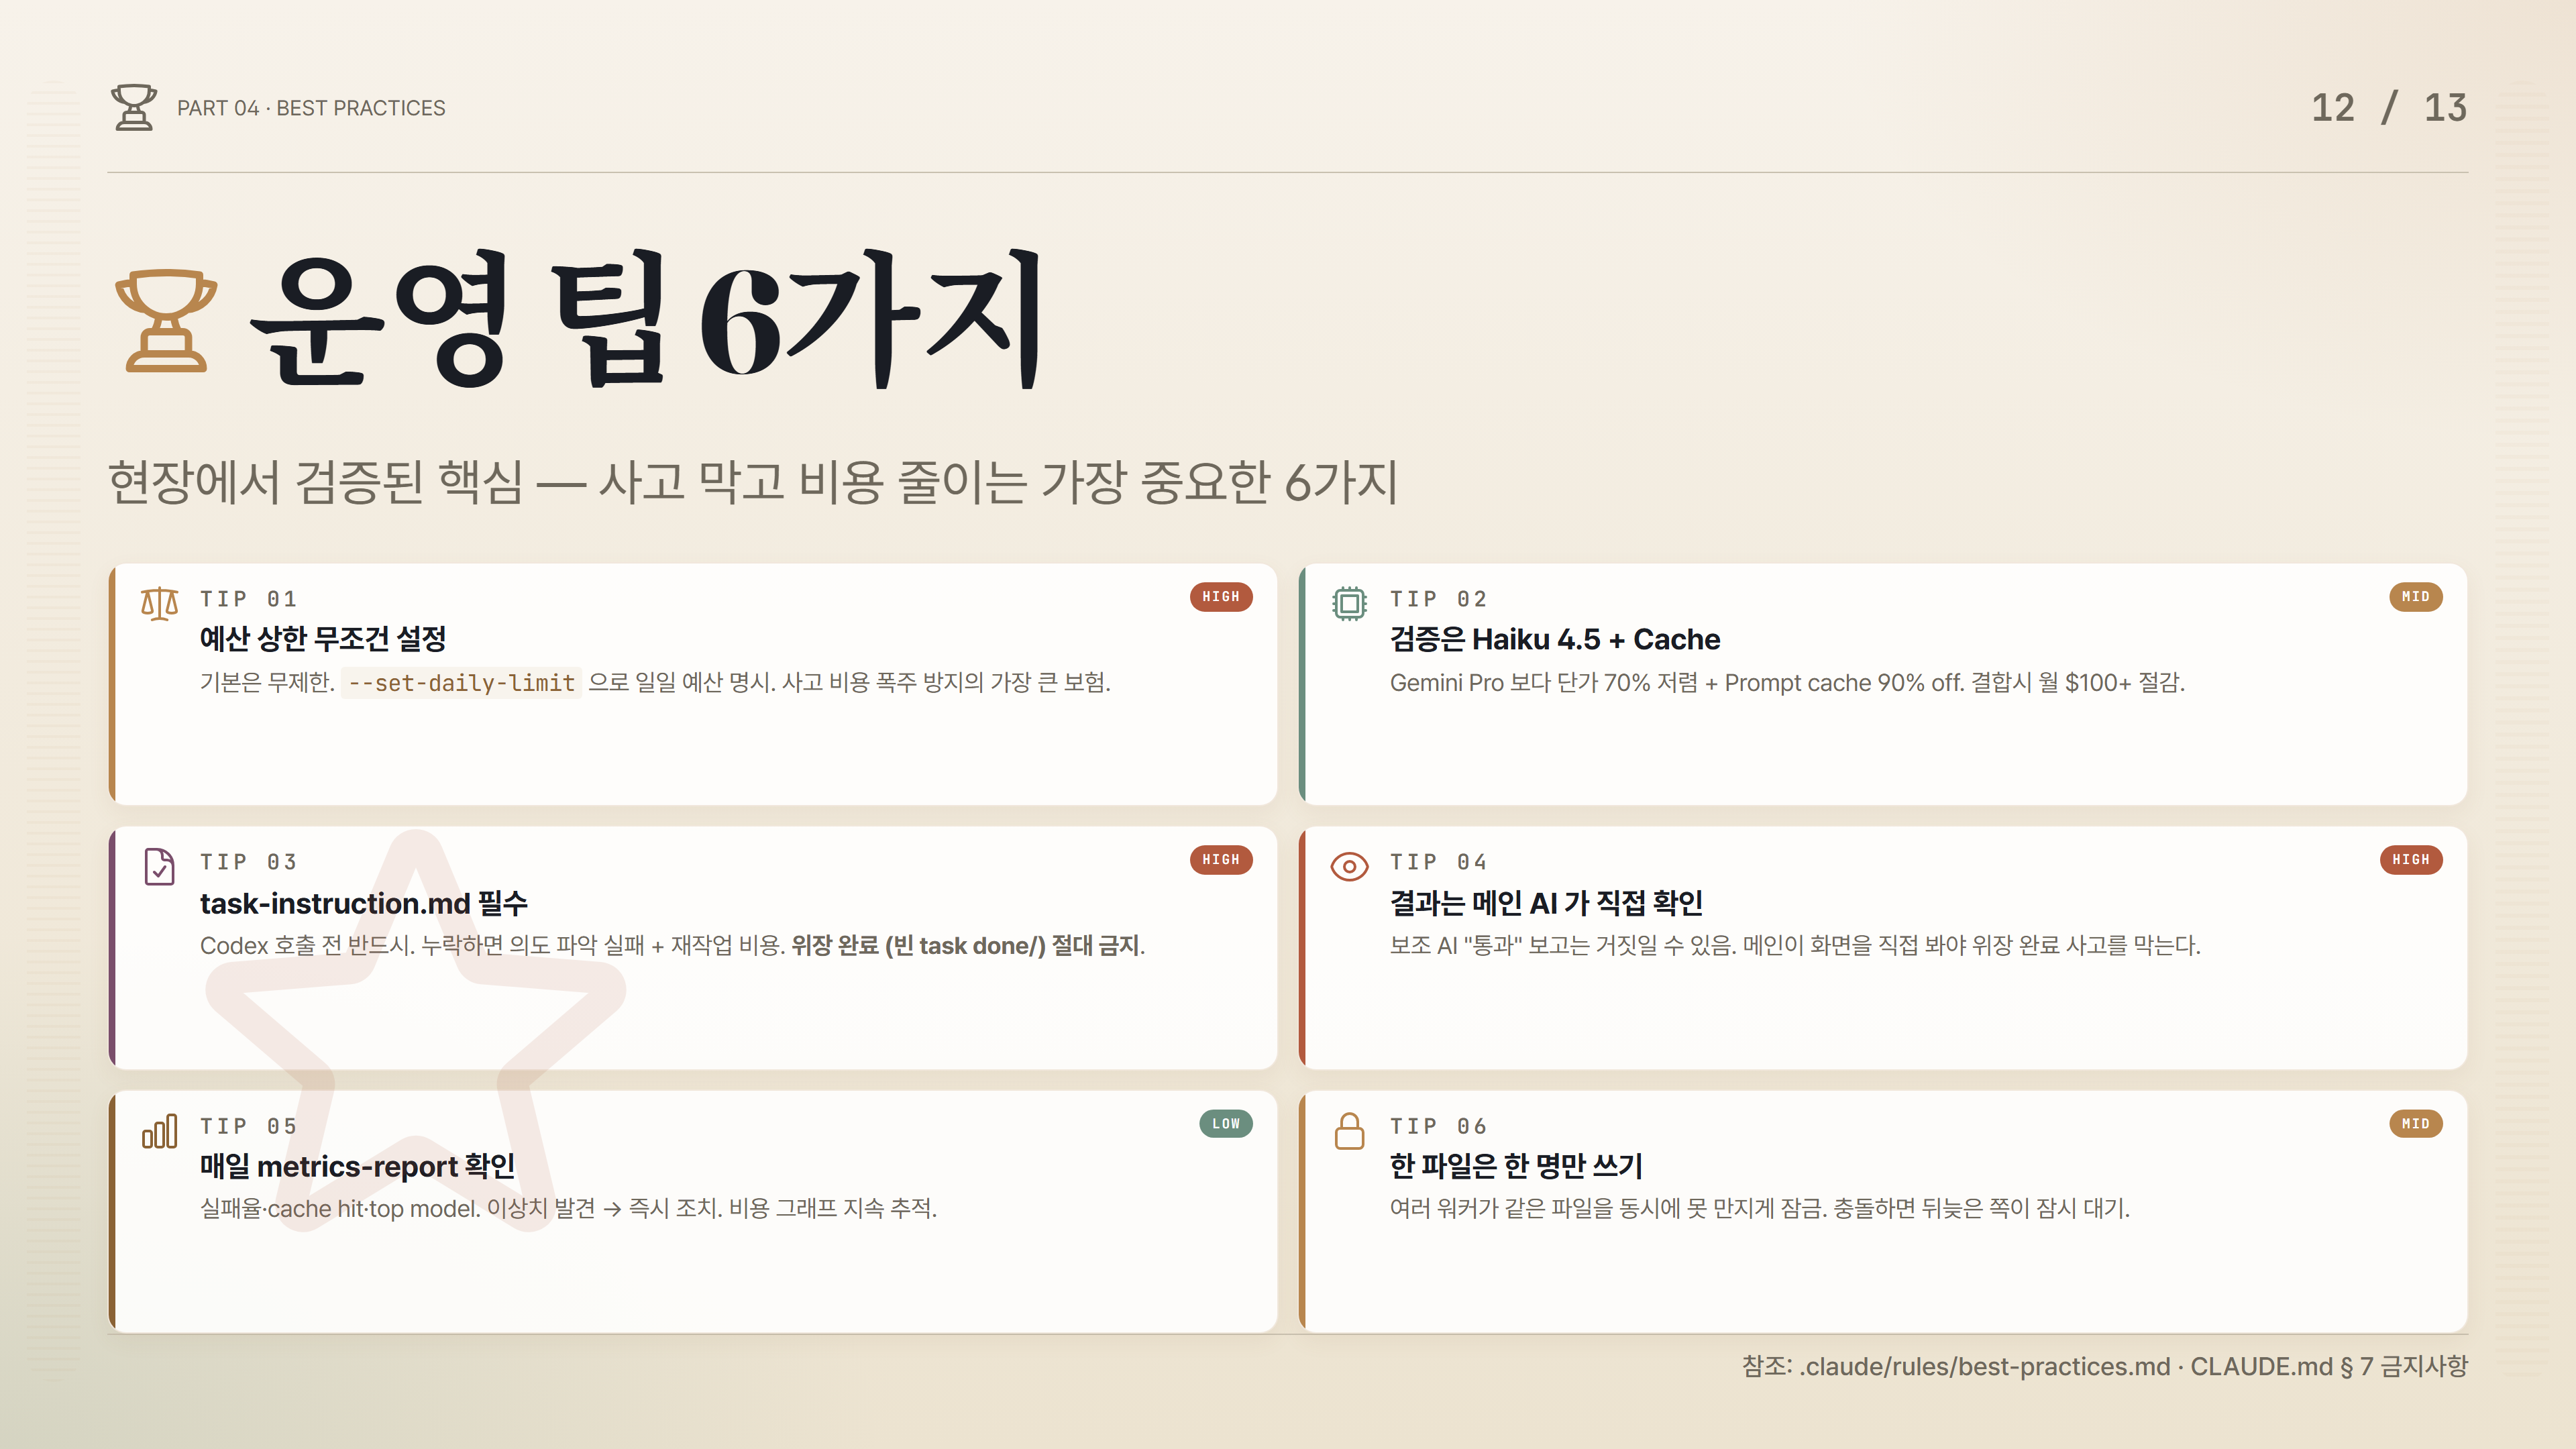 PART 04 · BEST PRACTICES
12 / 13
운영 팁 6가지
현장에서 검증된 핵심 — 사고 막고 비용 줄이는 가장 중요한 6가지
TIP 01
HIGH
예산 상한 무조건 설정
기본은 무제한. --set-daily-limit 으로 일일 예산 명시. 사고 비용 폭주 방지의 가장 큰 보험.
TIP 02
MID
검증은 Haiku 4.5 + Cache
Gemini Pro 보다 단가 70% 저렴 + Prompt cache 90% off. 결합시 월 $100+ 절감.
TIP 03
HIGH
task-instruction.md 필수
Codex 호출 전 반드시. 누락하면 의도 파악 실패 + 재작업 비용. 위장 완료 (빈 task done/) 절대 금지.
TIP 04
HIGH
결과는 메인 AI 가 직접 확인
보조 AI "통과" 보고는 거짓일 수 있음. 메인이 화면을 직접 봐야 위장 완료 사고를 막는다.
TIP 05
LOW
매일 metrics-report 확인
실패율·cache hit·top model. 이상치 발견 → 즉시 조치. 비용 그래프 지속 추적.
TIP 06
MID
한 파일은 한 명만 쓰기
여러 워커가 같은 파일을 동시에 못 만지게 잠금. 충돌하면 뒤늦은 쪽이 잠시 대기.
참조: .claude/rules/best-practices.md · CLAUDE.md § 7 금지사항